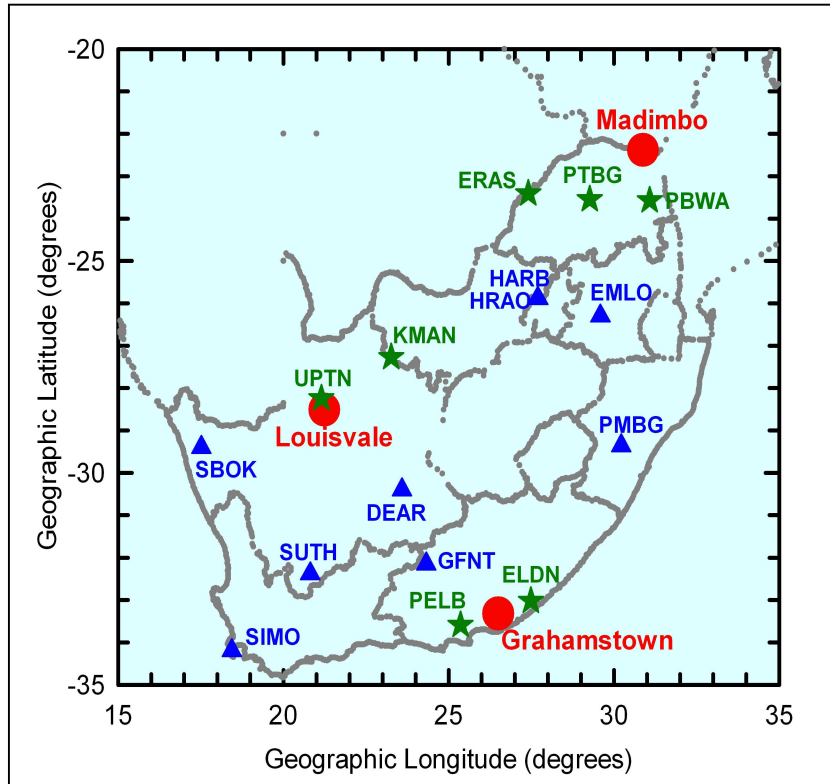 -20
Madimbo
ERAS
PTBG
PBWA
-25
HARB
HRAO
EMLO
KMAN
UPTN
Louisvale
PMBG
SBOK
-30
DEAR
SUTH
GFNT
ELDN
PELB
SIMO
Grahamstown
-35
15
20
25
30
35
Geographic Latitude (degrees)
Geographic Longitude (degrees)